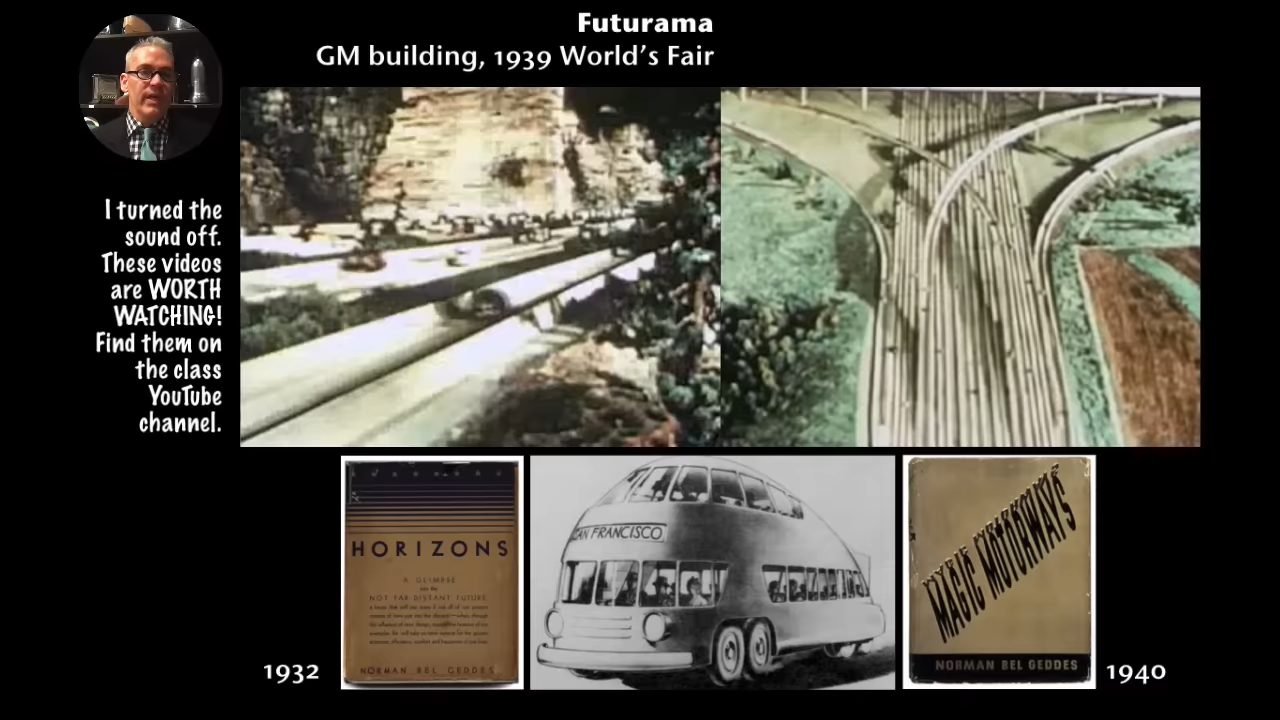 Futurama
GM building, 1939 World's Fair
I turned the
sound off.
These videos
are WORTH
WATCHING!
Find them on
the class
YouTube
channel.
1932
HORIZONS
A GLIMPSE
into the
NOT FAR-DISTANT FUTURE
NORMAN BEL GEDDES
SAN FRANCISCO
MAGIC MOTORWAYS
NORMAN BEL GEDDES
1940